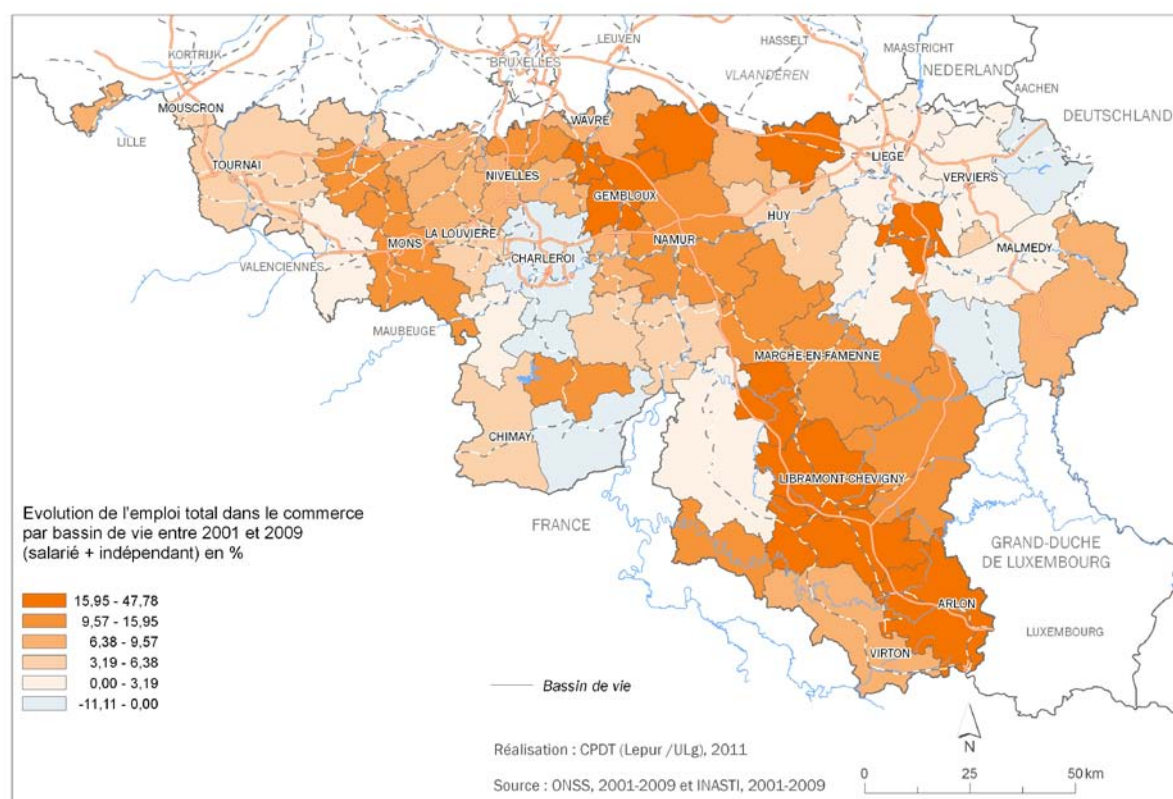 KORTRIJK
LEUVEN
HASSELT
MAASTRICHT
BRUXELLES
VLAANDEREN
NEDERLAND
AACHEN
MOUSCRON
WAVRE
DEUTSCHLAND
LILLE
LIEGE
TOURNAI
NIVELLES
VERVIERS
GEMBLOUX
HUY
LA LOUVIERE
NAMUR
MONS
MALMEDY
CHARLEROI
VALENCIENNES
MAUBEUGE
MARCHE-EN-FAMENNE
CHIMAY
LIBRAMONT-CHEVIGNY
FRANCE
GRAND-DUCHE
DE LUXEMBOURG
ARLON
LUXEMBOURG
VIRTON
Evolution de l'emploi total dans le commerce
par bassin de vie entre 2001 et 2009
(salarié + indépendant) en %
15,95 - 47,78
9,57 - 15,95
6,38 - 9,57
3,19 - 6,38
0,00 - 3,19
-11,11 - 0,00
Bassin de vie
Réalisation : CPDT (Lepur /ULg), 2011
Source : ONSS, 2001-2009 et INASTI, 2001-2009
N
0 25 50 km